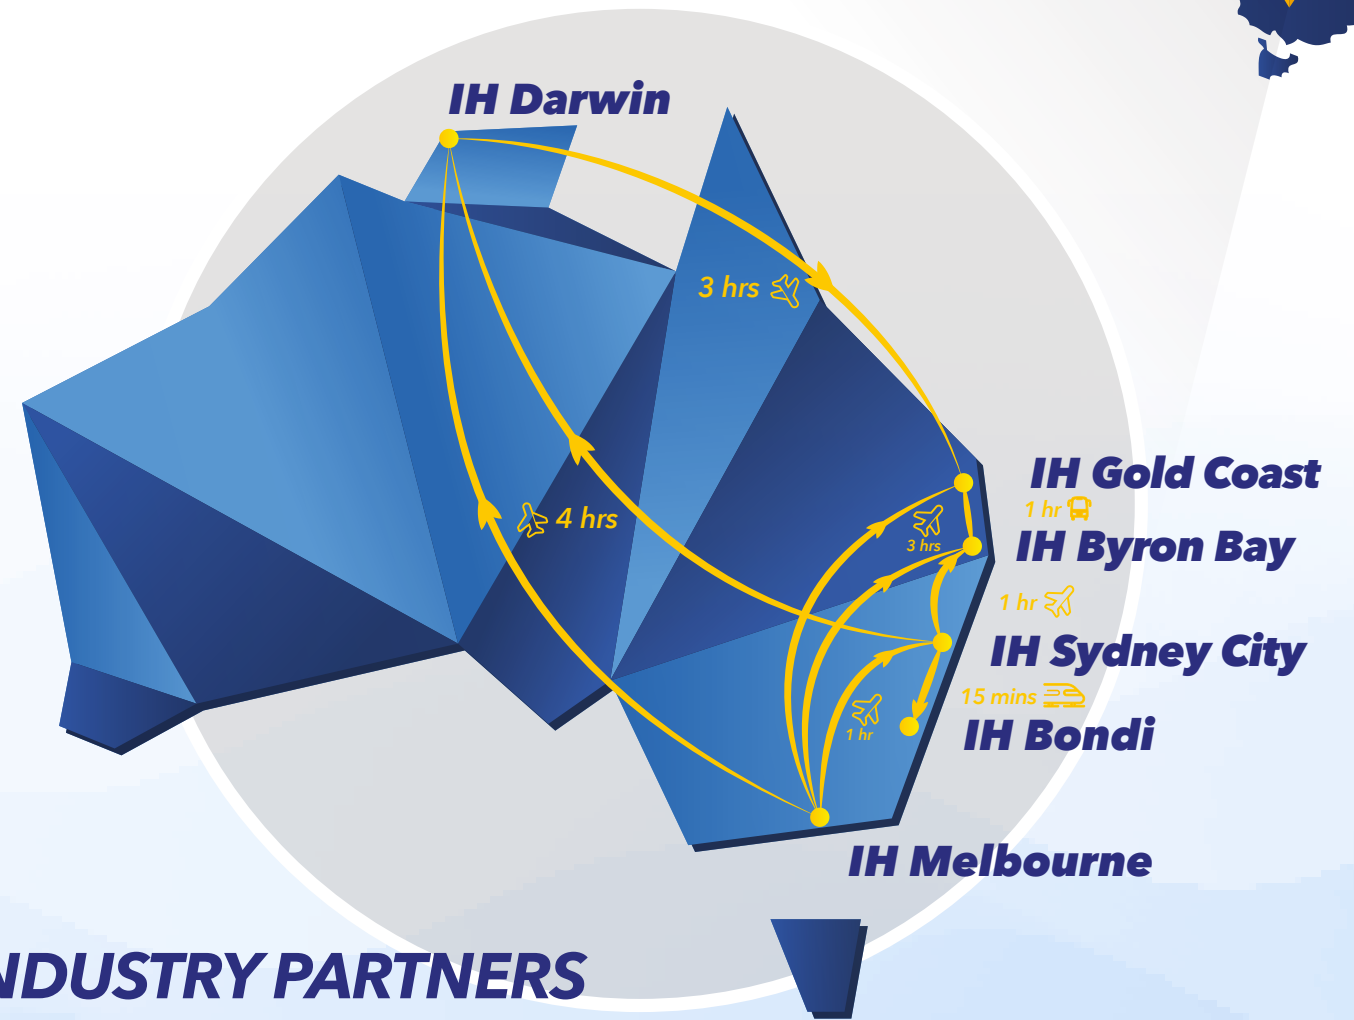 IH Darwin
3 hrs
IH Gold Coast
1 hr
4 hrs
3 hrs
IH Byron Bay
1 hr
IH Sydney City
15 mins
1 hr
IH Bondi
IH Melbourne
NDUSTRY PARTNERS